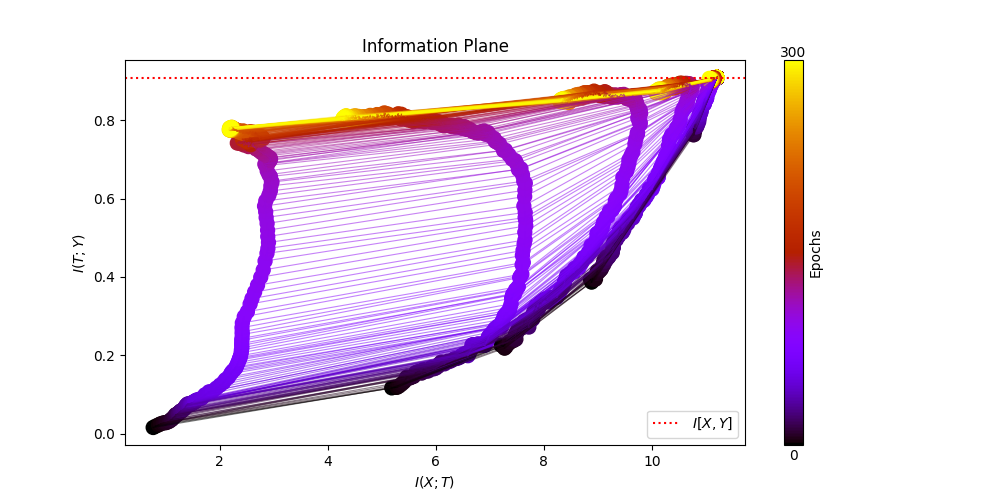 Information Plane
300
0.8
0.6
0.4
0.2
0.0
I(T; Y)
Epochs
I[X, Y]
0
2
4
6
8
10
I(X; T)